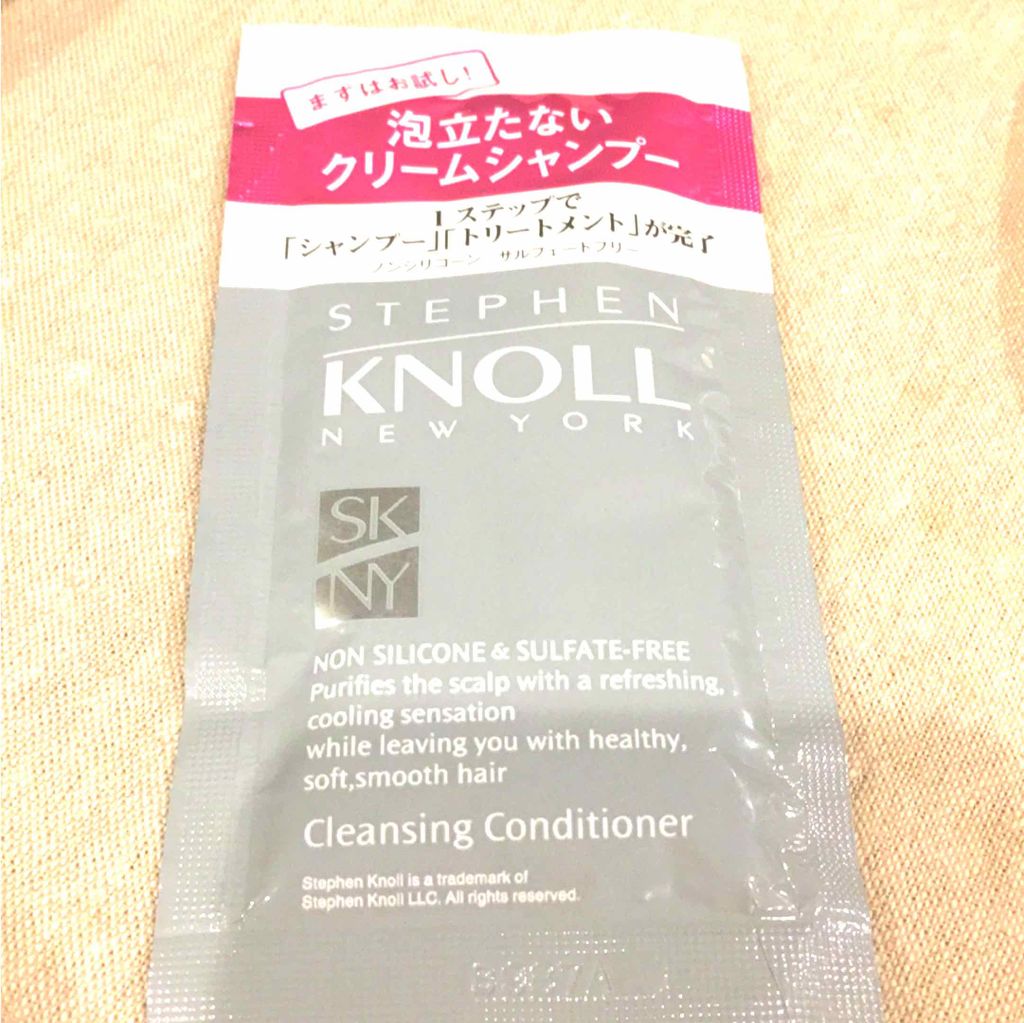 まずはお試し!
泡立たない
クリームシャンプー
1ステップで
「シャンプー」「トリートメント」が完了
ノンシリコーン サルフェートフリー
STEPHEN
KNOLL
NEW YORK
SK
NY
NON SILICONE & SULFATE-FREE
Purifies the scalp with a refreshing,
cooling sensation
while leaving you with healthy,
soft,smooth hair
Cleansing Conditioner
Stephen Knoll is a trademark of
Stephen Knoll LLC. All rights reserved.